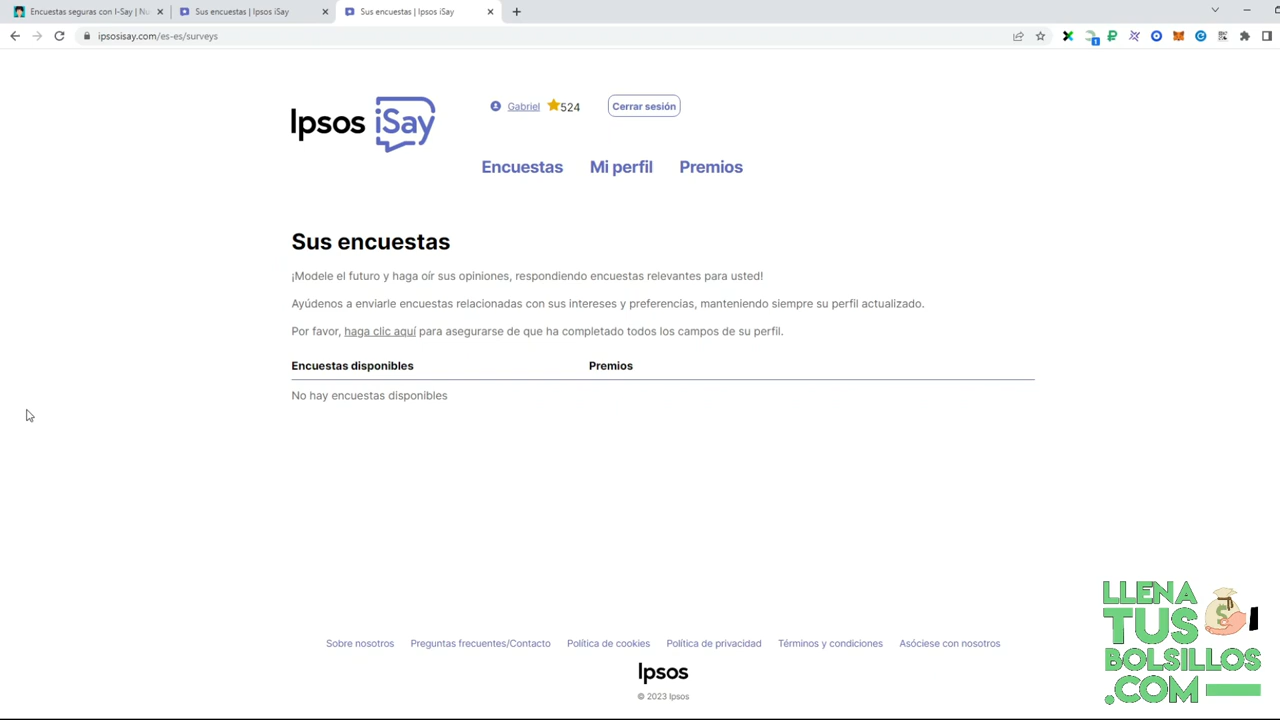 Encuestas seguras con I-Say | Nu
Sus encuestas | Ipsos iSay
Sus encuestas | Ipsos iSay
ipsosisay.com/es-es/surveys
1
Ipsos iSay
Gabriel
524
Cerrar sesión
Encuestas
Mi perfil
Premios
Sus encuestas
¡Modele el futuro y haga oír sus opiniones, respondiendo encuestas relevantes para usted!
Ayúdenos a enviarle encuestas relacionadas con sus intereses y preferencias, manteniendo siempre su perfil actualizado.
Por favor, haga clic aquí para asegurarse de que ha completado todos los campos de su perfil.
Encuestas disponibles
Premios
No hay encuestas disponibles
LLENA
TUS
BOLSILLOS
.COM
Sobre nosotros
Preguntas frecuentes/Contacto
Política de cookies
Política de privacidad
Términos y condiciones
Asóciese con nosotros
Ipsos
© 2023 Ipsos